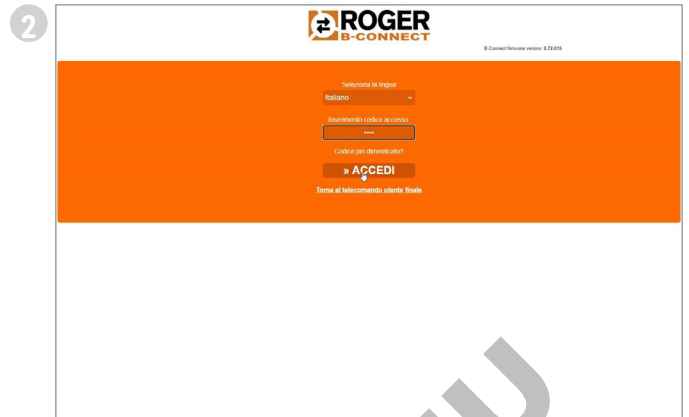 2
ROGER
B-CONNECT
B-Connect firmware version: 0.73.015
Seleziona la lingua
Italiano
Inserimento codice accesso:
****
Codice pin dimenticato?
» ACCEDI
Torna al telecomando utente finale
U